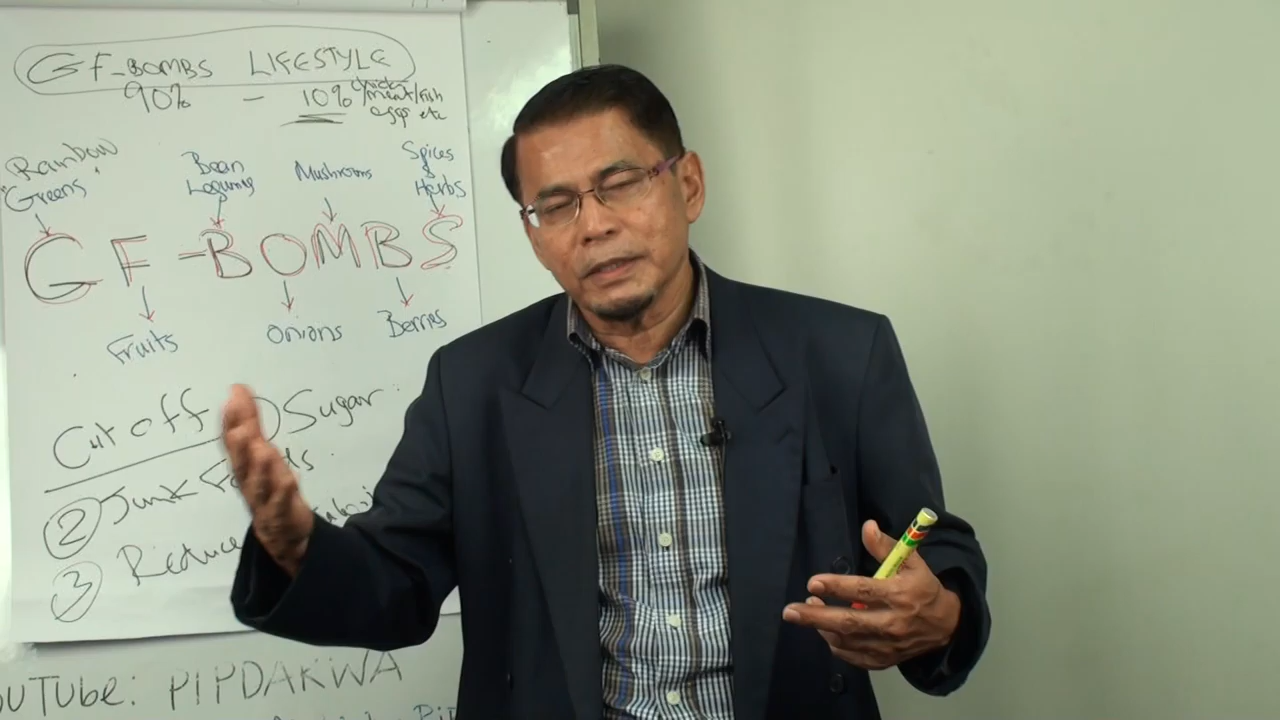 GF-BOMBS LIFESTYLE
90% - 10% chick/meat/fish
eggs etc
Rainbow
"Greens"
Bean
Legumes
Mushrooms
Spices
&
Herbs
GF-BOMBS
Fruits
Onions
Berries
Cut off Sugar
② Junk
③ Reduce
YOUTUBE: PIPDAKWA